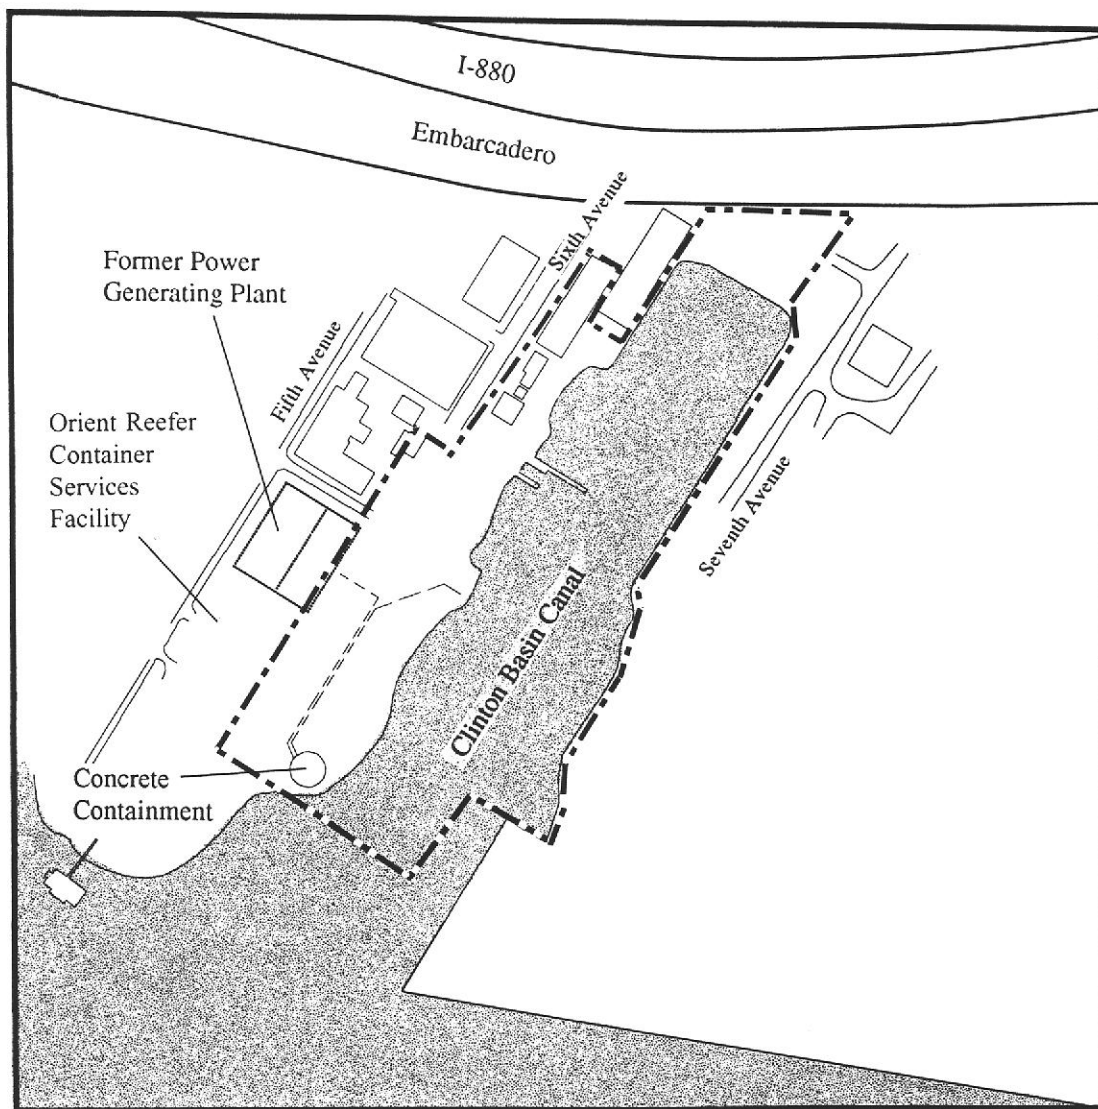 I-880
Embarcadero
Sixth Avenue
Former Power
Generating Plant
Fifth Avenue
Orient Reefer
Container
Services
Facility
Seventh Avenue
Clinton Basin Canal
Concrete
Containment